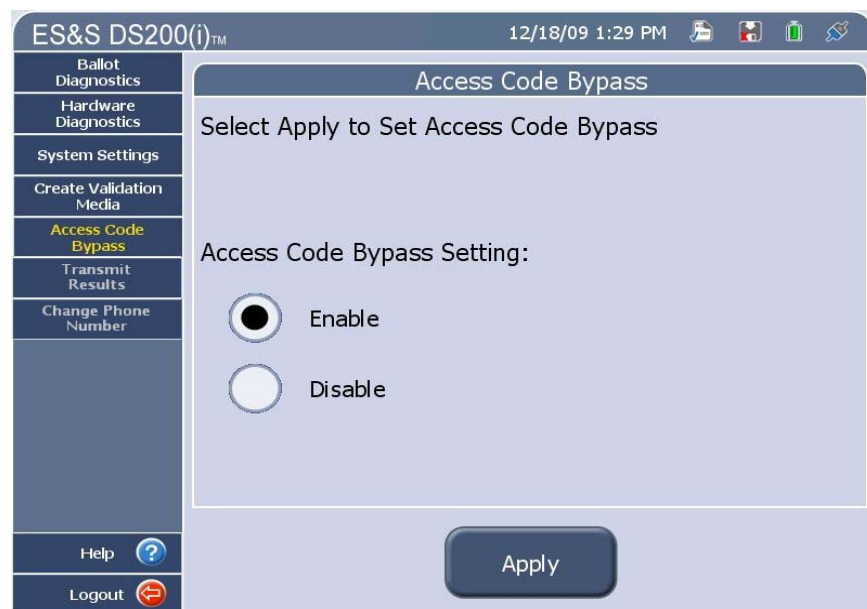 ES&S DS200(i)TM
12/18/09 1:29 PM
Ballot
Diagnostics
Hardware
Diagnostics
System Settings
Create Validation
Media
Access Code
Bypass
Transmit
Results
Change Phone
Number
Help ?
Logout
Access Code Bypass
Select Apply to Set Access Code Bypass
Access Code Bypass Setting:
Enable
Disable
Apply